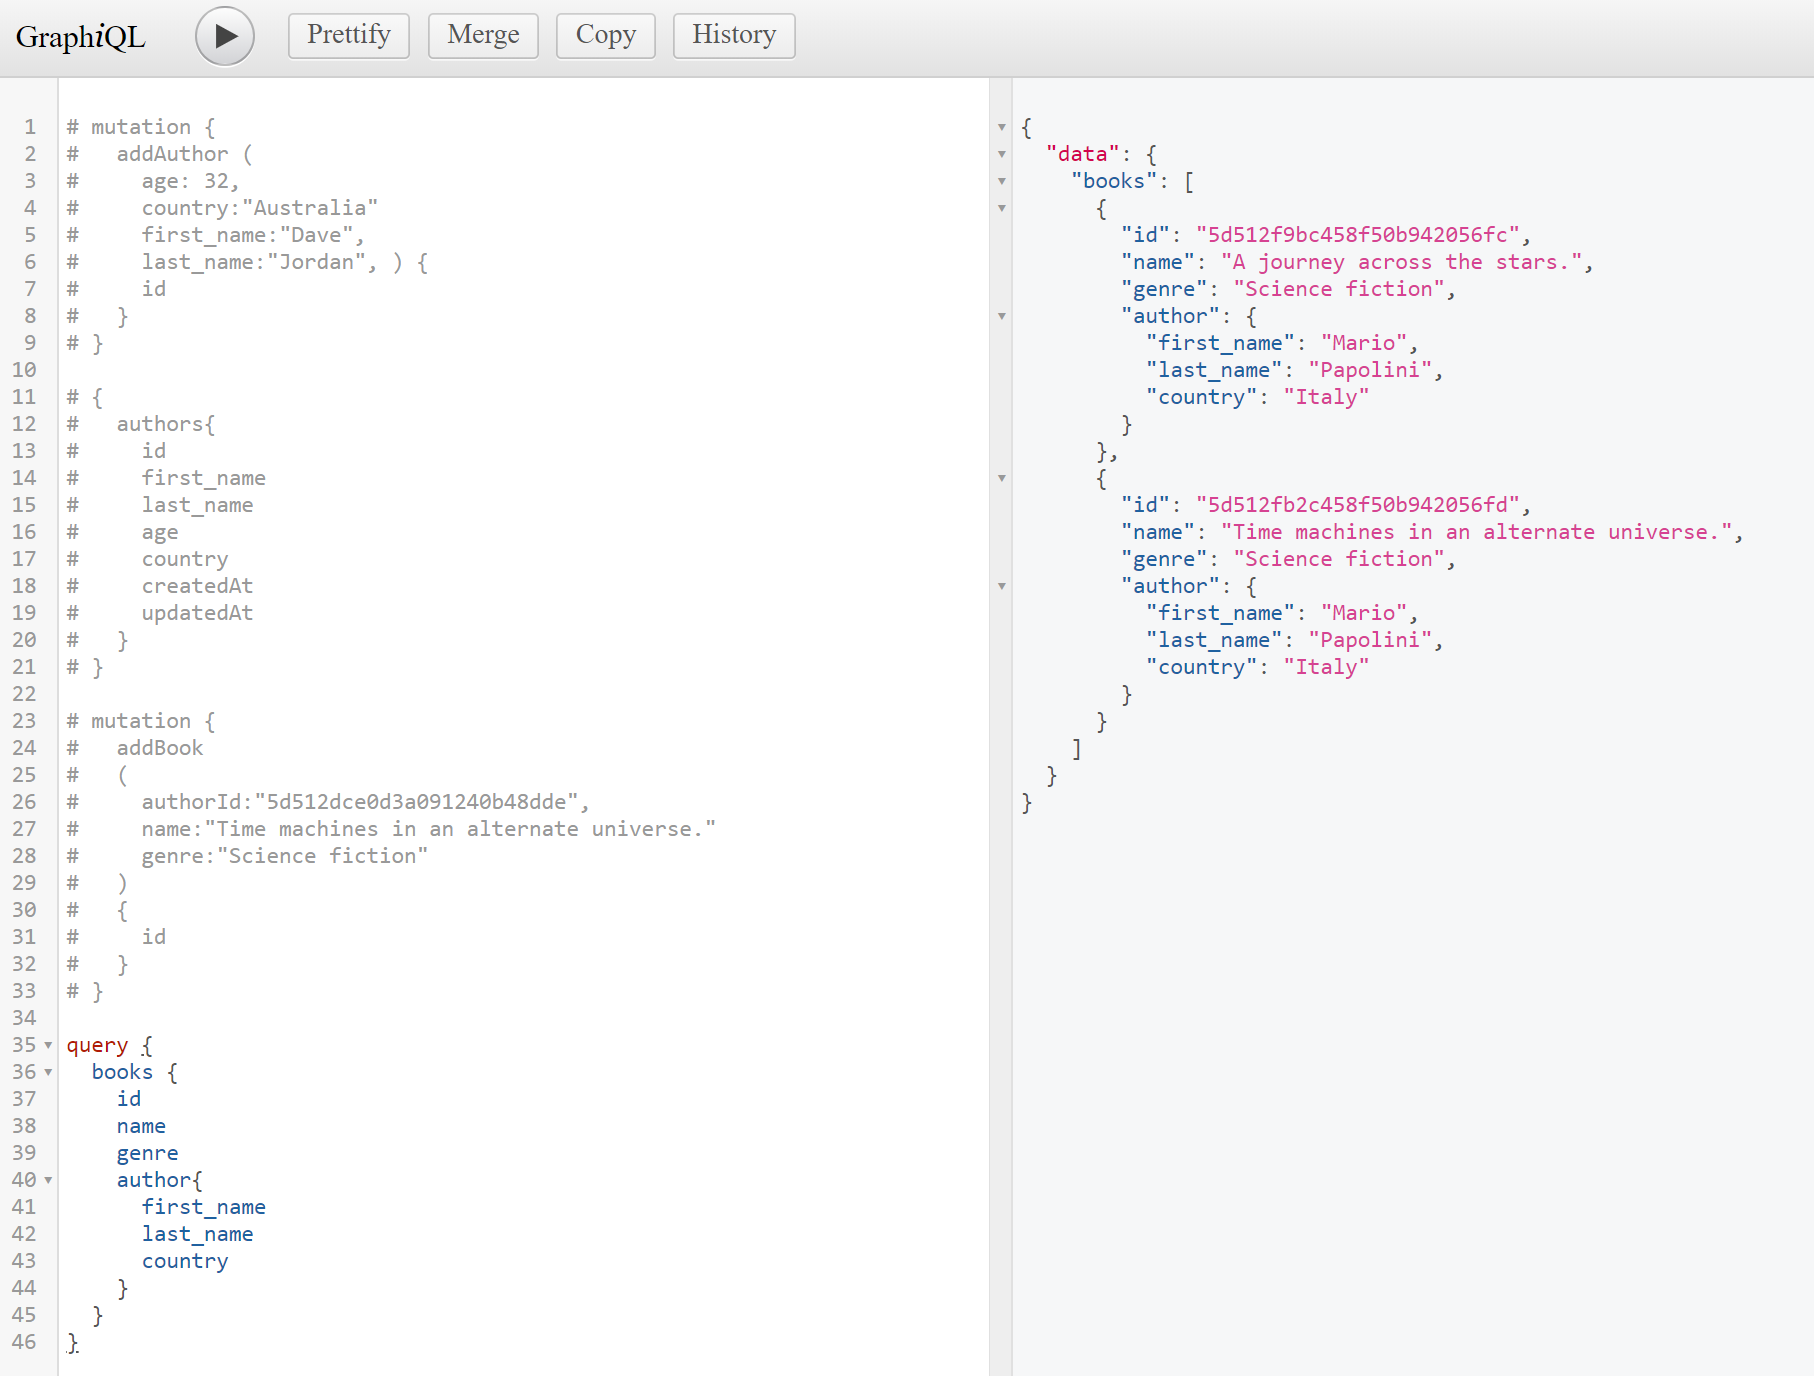 GraphiQL Prettify Merge Copy History
1 # mutation {
2 #   addAuthor (
3 #     age: 32,
4 #     country:"Australia"
5 #     first_name:"Dave",
6 #     last_name:"Jordan", ) {
7 #     id
8 #   }
9 # }
10
11 # {
12 #   authors{
13 #     id
14 #     first_name
15 #     last_name
16 #     age
17 #     country
18 #     createdAt
19 #     updatedAt
20 #   }
21 # }
22
23 # mutation {
24 #   addBook
25 #   (
26 #     authorId:"5d512dce0d3a091240b48dde",
27 #     name:"Time machines in an alternate universe."
28 #     genre:"Science fiction"
29 #   )
30 #   {
31 #     id
32 #   }
33 # }
34
35 query {
36   books {
37     id
38     name
39     genre
40     author{
41       first_name
42       last_name
43       country
44     }
45   }
46 }
{
  "data": {
    "books": [
      {
        "id": "5d512f9bc458f50b942056fc",
        "name": "A journey across the stars.",
        "genre": "Science fiction",
        "author": {
          "first_name": "Mario",
          "last_name": "Papolini",
          "country": "Italy"
        }
      },
      {
        "id": "5d512fb2c458f50b942056fd",
        "name": "Time machines in an alternate universe.",
        "genre": "Science fiction",
        "author": {
          "first_name": "Mario",
          "last_name": "Papolini",
          "country": "Italy"
        }
      }
    ]
  }
}